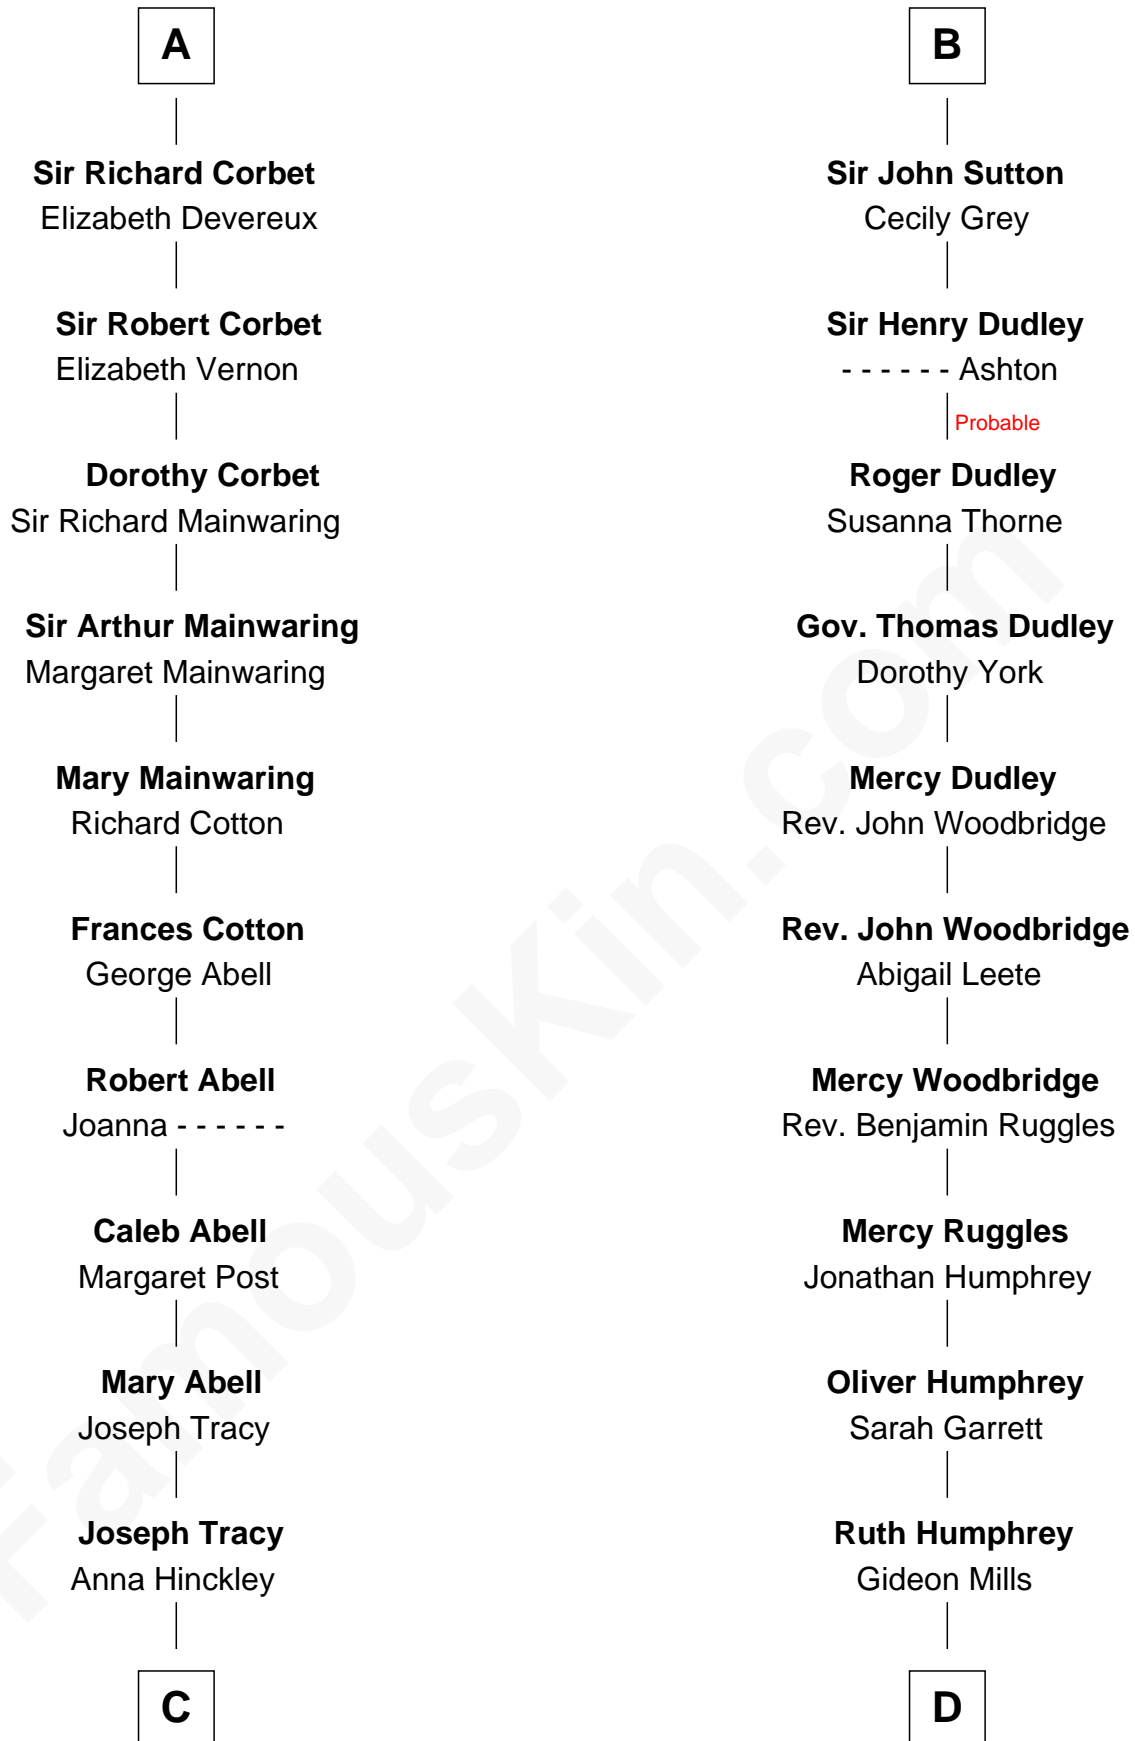 A
Sir Richard Corbet
Elizabeth Devereux
Sir Robert Corbet
Elizabeth Vernon
Dorothy Corbet
Sir Richard Mainwaring
Sir Arthur Mainwaring
Margaret Mainwaring
Mary Mainwaring
Richard Cotton
Frances Cotton
George Abell
Robert Abell
Joanna - - - - - -
Caleb Abell
Margaret Post
Mary Abell
Joseph Tracy
Joseph Tracy
Anna Hinckley
C
B
Sir John Sutton
Cecily Grey
Sir Henry Dudley
- - - - - - Ashton
Probable
Roger Dudley
Susanna Thorne
Gov. Thomas Dudley
Dorothy York
Mercy Dudley
Rev. John Woodbridge
Rev. John Woodbridge
Abigail Leete
Mercy Woodbridge
Rev. Benjamin Ruggles
Mercy Ruggles
Jonathan Humphrey
Oliver Humphrey
Sarah Garrett
Ruth Humphrey
Gideon Mills
D
FamousKin.com